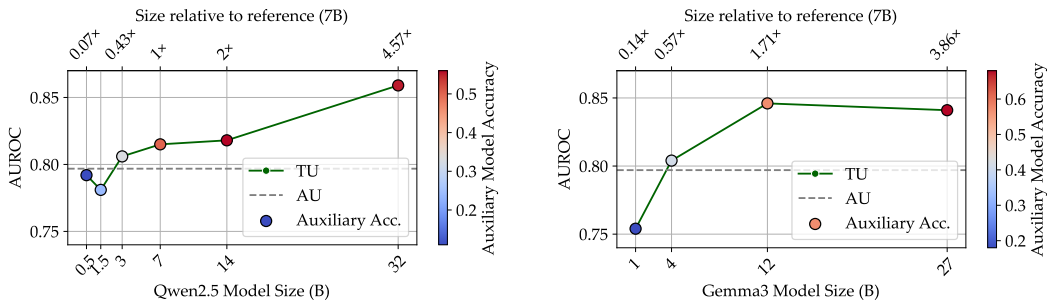 Size relative to reference (7B)
0.07× 0.43× 1× 2× 4.57×
AUROC
0.85
0.80
0.75
TU
AU
Auxiliary Acc.
0.5 1.5 3 7 14 32
Qwen2.5 Model Size (B)
0.5
0.4
0.3
0.2
Auxiliary Model Accuracy
Size relative to reference (7B)
0.14× 0.57× 1.71× 3.86×
AUROC
0.85
0.80
0.75
TU
AU
Auxiliary Acc.
1 4 12 27
Gemma3 Model Size (B)
0.6
0.5
0.4
0.3
0.2
Auxiliary Model Accuracy